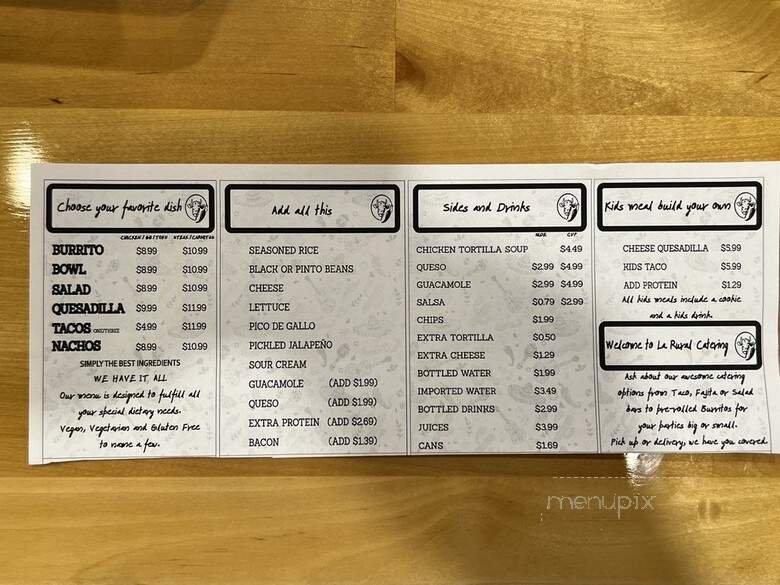 Choose your favorite dish
BURRITO $8.99 $10.99
BOWL $8.99 $10.99
SALAD $8.99 $10.99
QUESADILLA $9.99 $11.99
TACOS $4.99 $11.99
NACHOS $8.99 $10.99
SIMPLY THE BEST INGREDIENTS
WE HAVE IT ALL
Our menu is designed to fulfill all
your special dietary needs.
Vegan, Vegetarian and Gluten Free
to name a few.
Add all this
SEASONED RICE
BLACK OR PINTO BEANS
CHEESE
LETTUCE
PICO DE GALLO
PICKLED JALAPEÑO
SOUR CREAM
GUACAMOLE (ADD $1.99)
QUESO (ADD $1.99)
EXTRA PROTEIN (ADD $2.69)
BACON (ADD $1.39)
Sides and Drinks
CUP
CHICKEN TORTILLA SOUP $4.49
QUESO $2.99 $4.99
GUACAMOLE $2.99 $4.99
SALSA $0.79 $2.99
CHIPS $1.99
EXTRA TORTILLA $0.50
EXTRA CHEESE $1.29
BOTTLED WATER $1.99
IMPORTED WATER $3.49
BOTTLED DRINKS $2.99
JUICES $3.99
CANS $1.69
Kids meal build your own
CHEESE QUESADILLA $5.99
KIDS TACO $5.99
ADD PROTEIN $1.29
All kids meals include a cookie
and a kids drink.
Welcome to La Rural Catering
Ask about our awesome catering
options from Taco, Fajita or Salad
bars to pre-rolled Burritos for
your parties big or small.
Pick up or delivery, we have you covered.
menupix